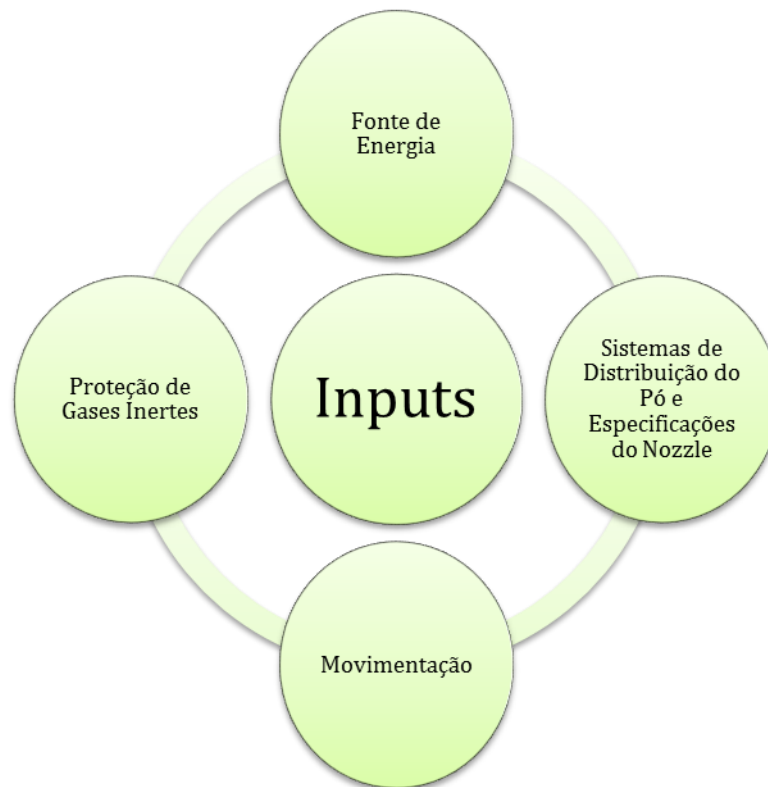 Fonte de
Energia
Proteção de
Gases Inertes
Inputs
Sistemas de
Distribuição do
Pó e
Especificações
do Nozzle
Movimentação